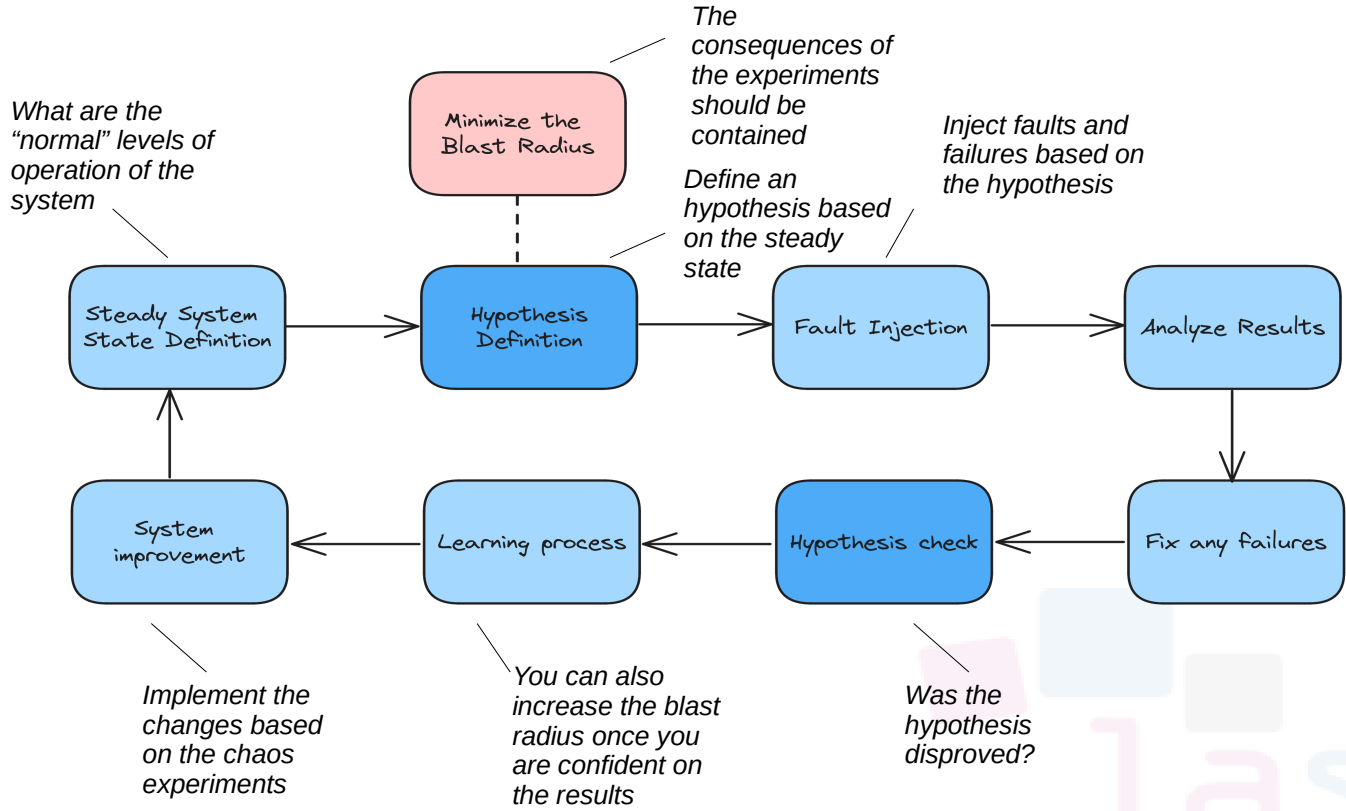 The
consequences of
the experiments
should be
contained
What are the
“normal” levels of
operation of the
system
Minimize the
Blast Radius
Inject faults and
failures based on
the hypothesis
Define an
hypothesis based
on the steady
state
Steady System
State Definition
Hypothesis
Definition
Fault Injection
Analyze Results
System
improvement
Learning process
Hypothesis check
Fix any failures
Implement the
changes based
on the chaos
experiments
You can also
increase the blast
radius once you
are confident on
the results
Was the
hypothesis
disproved?
las